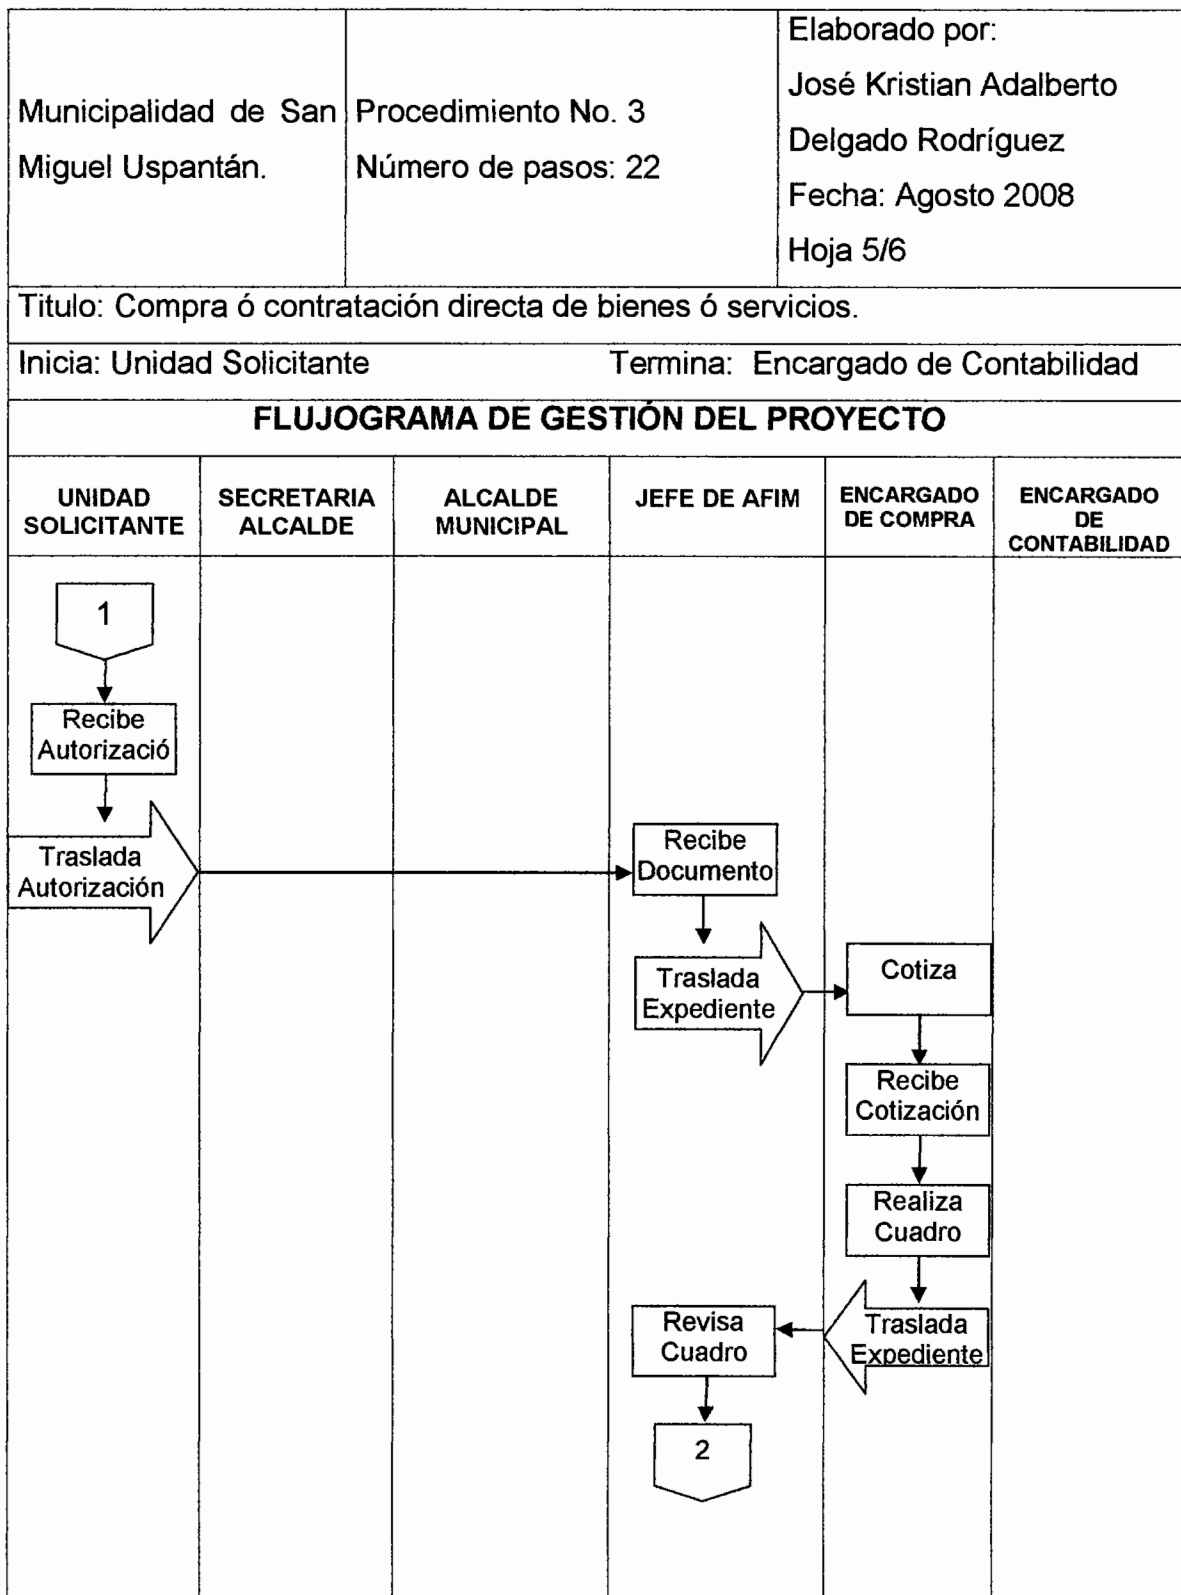 Municipalidad de San
Miguel Uspantán.
Procedimiento No. 3
Número de pasos: 22
Elaborado por:
José Kristian Adalberto
Delgado Rodríguez
Fecha: Agosto 2008
Hoja 5/6
Titulo: Compra ó contratación directa de bienes ó servicios.
Inicia: Unidad Solicitante Termina: Encargado de Contabilidad
FLUJOGRAMA DE GESTIÓN DEL PROYECTO
UNIDAD
SOLICITANTE
SECRETARIA
ALCALDE
ALCALDE
MUNICIPAL
JEFE DE AFIM
ENCARGADO
DE COMPRA
ENCARGADO
DE
CONTABILIDAD
1
Recibe
Autorizació
Traslada
Autorización
Recibe
Documento
Traslada
Expediente
Cotiza
Recibe
Cotización
Realiza
Cuadro
Traslada
Expediente
Revisa
Cuadro
2